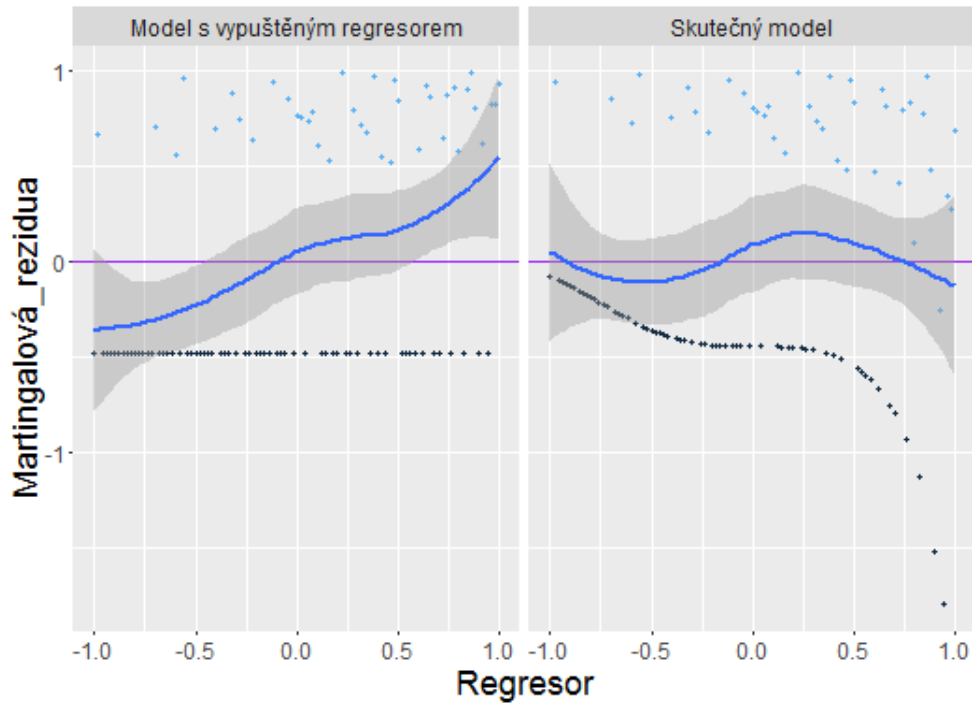 Model s vypuštěným regresorem
Skutečný model
Martingalová_rezidua
1
0
-1
-1.0 -0.5 0.0 0.5 1.0
-1.0 -0.5 0.0 0.5 1.0
Regresor